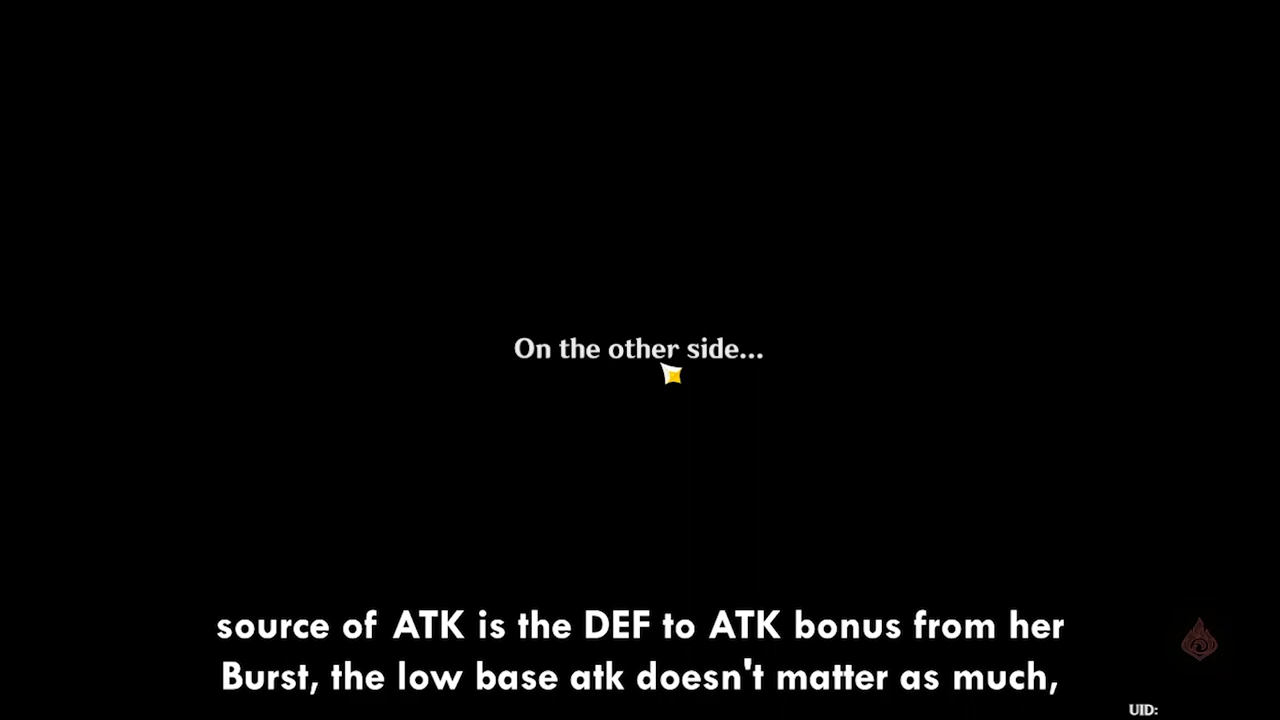 On the other side...
source of ATK is the DEF to ATK bonus from her
Burst, the low base atk doesn't matter as much,
UID: